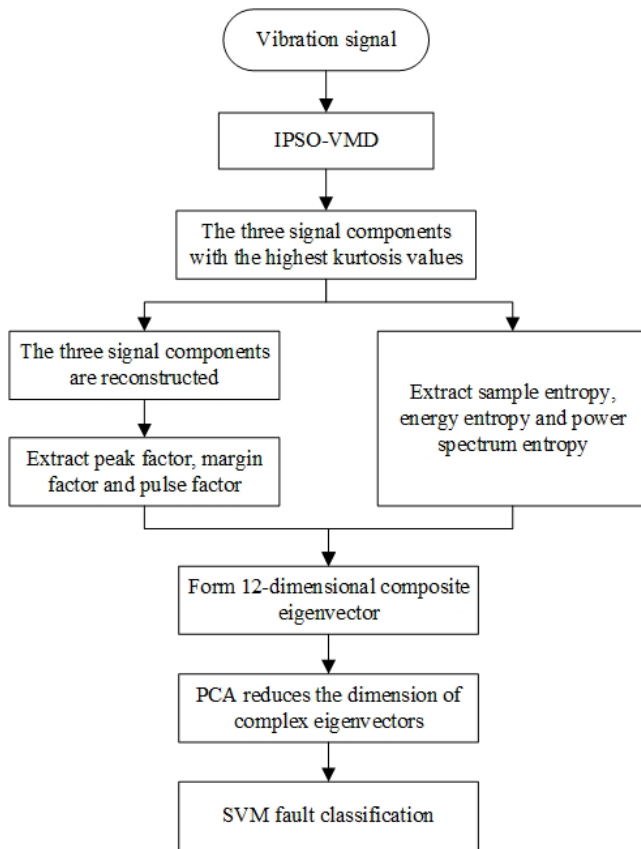 Vibration signal
IPSO-VMD
The three signal components
with the highest kurtosis values
The three signal components
are reconstructed
Extract peak factor, margin
factor and pulse factor
Extract sample entropy,
energy entropy and power
spectrum entropy
Form 12-dimensional composite
eigenvector
PCA reduces the dimension of
complex eigenvectors
SVM fault classification